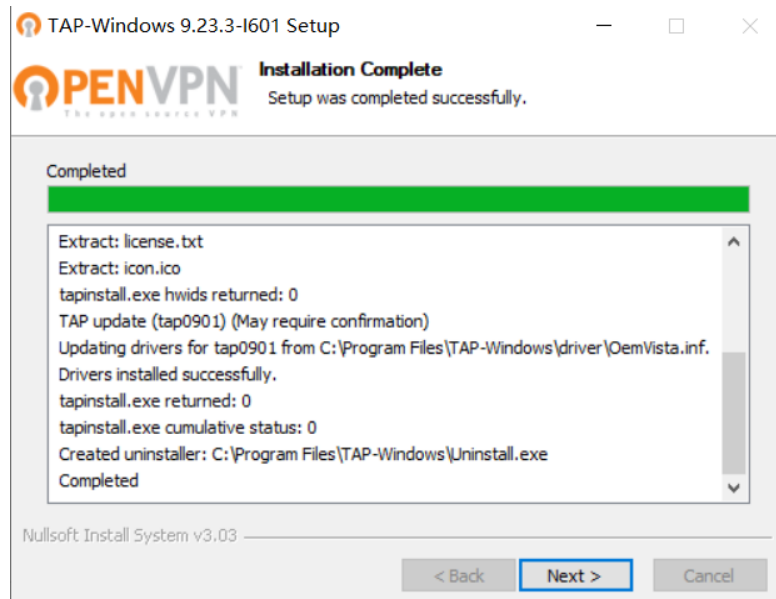 TAP-Windows 9.23.3-I601 Setup
OPENVPN
The open source VPN
Installation Complete
Setup was completed successfully.
Completed
Extract: license.txt
Extract: icon.ico
tapinstall.exe hwids returned: 0
TAP update (tap0901) (May require confirmation)
Updating drivers for tap0901 from C:\Program Files\TAP-Windows\driver\OemVista.inf.
Drivers installed successfully.
tapinstall.exe returned: 0
tapinstall.exe cumulative status: 0
Created uninstaller: C:\Program Files\TAP-Windows\Uninstall.exe
Completed
Nullsoft Install System v3.03
< Back Next > Cancel